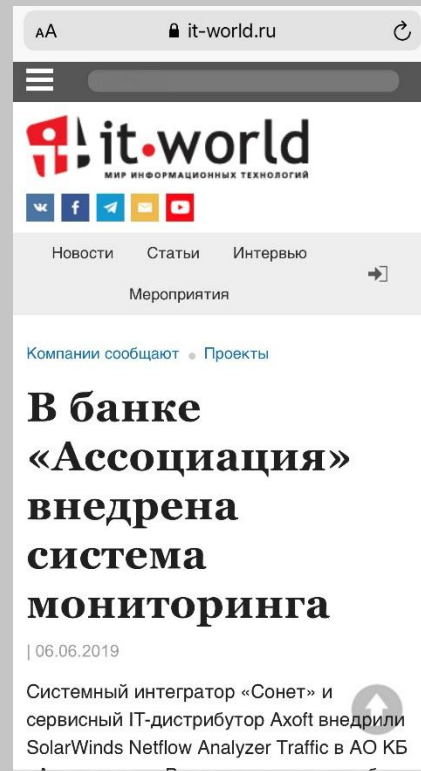 AA it-world.ru
it•world
МИР ИНФОРМАЦИОННЫХ ТЕХНОЛОГИЙ
Новости Статьи Интервью
Мероприятия
Компании сообщают • Проекты
В банке
«Ассоциация»
внедрена
система
мониторинга
| 06.06.2019
Системный интегратор «Сонет» и
сервисный IT-дистрибутор Axoft внедрили
SolarWinds Netflow Analyzer Traffic в АО КБ